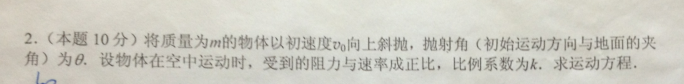 2.（本题 10 分）将质量为m的物体以初速度v₀向上斜抛，抛射角（初始运动方向与地面的夹
角）为θ. 设物体在空中运动时，受到的阻力与速率成正比，比例系数为k. 求运动方程.